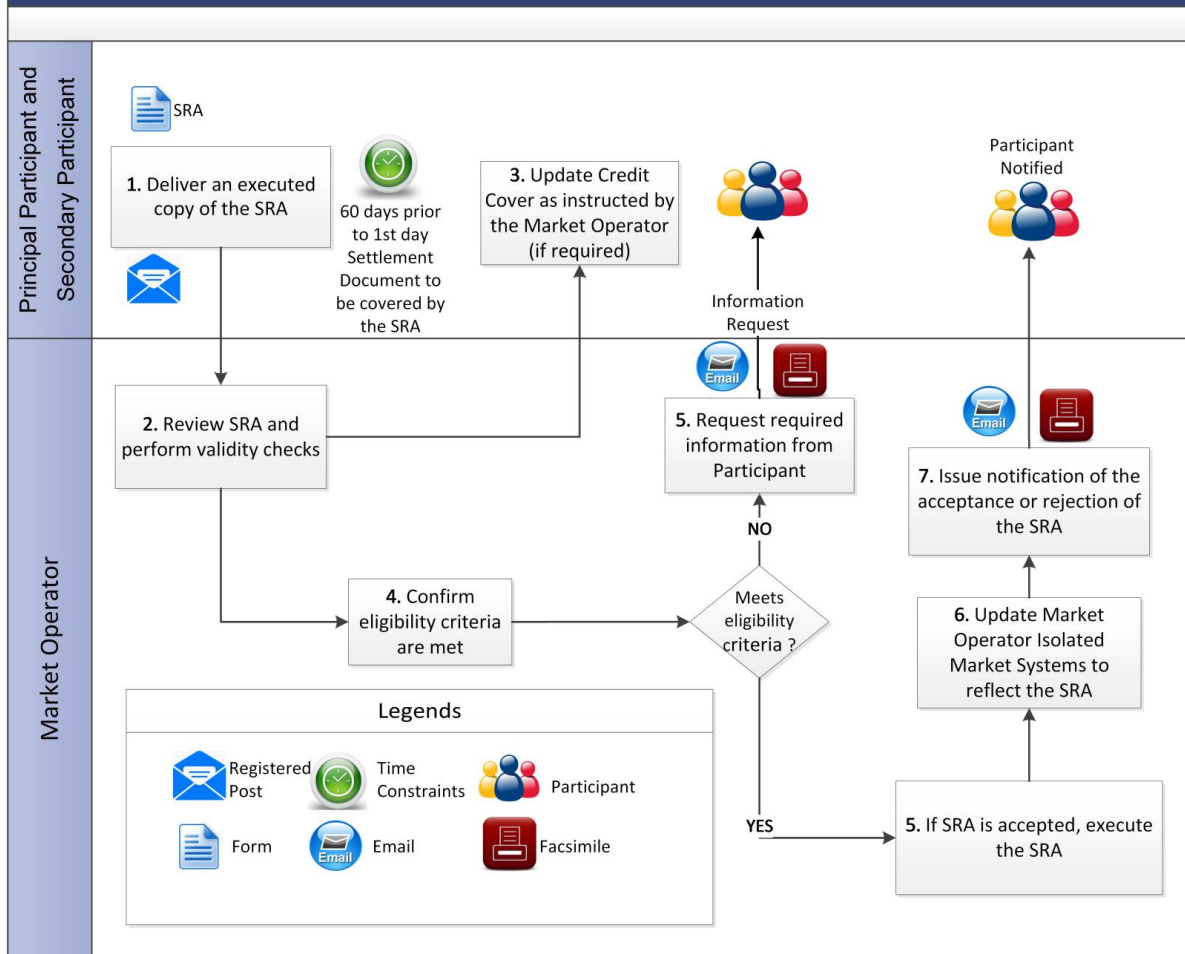 Principal Participant and
Secondary Participant
SRA
1. Deliver an executed
copy of the SRA
60 days prior
to 1st day
Settlement
Document to
be covered by
the SRA
3. Update Credit
Cover as instructed by
the Market Operator
(if required)
Information
Request
Participant
Notified
Market Operator
2. Review SRA and
perform validity checks
Email
5. Request required
information from
Participant
NO
Email
7. Issue notification of the
acceptance or rejection of
the SRA
4. Confirm
eligibility criteria
are met
Meets
eligibility
criteria ?
6. Update Market
Operator Isolated
Market Systems to
reflect the SRA
YES
5. If SRA is accepted, execute
the SRA
Legends
Registered
Post
Time
Constraints
Participant
Form
Email
Email
Facsimile